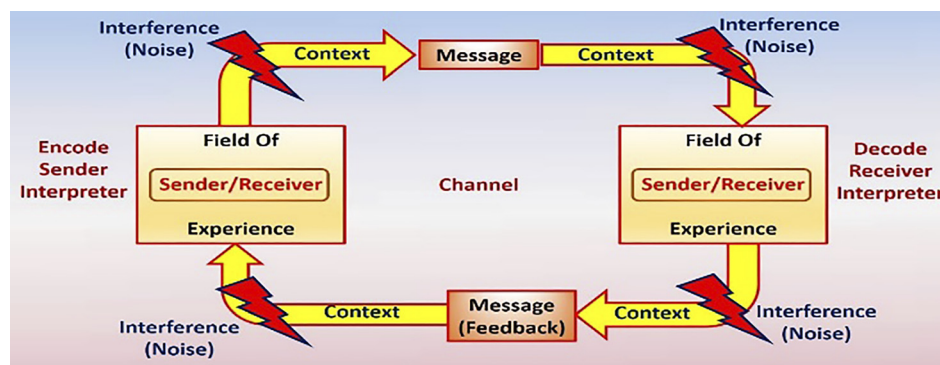 Interference
(Noise)
Context
Message
Context
Interference
(Noise)
Encode
Sender
Interpreter
Field Of
Sender/Receiver
Experience
Channel
Field Of
Sender/Receiver
Experience
Decode
Receiver
Interpreter
Interference
(Noise)
Context
Message
(Feedback)
Context
Interference
(Noise)